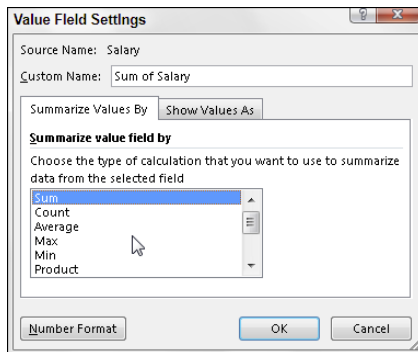 Value Field Settings
?
Source Name: Salary
Custom Name: Sum of Salary
Summarize Values By Show Values As
Summarize value field by
Choose the type of calculation that you want to use to summarize
data from the selected field
Sum
Count
Average
Max
Min
Product
Number Format OK Cancel